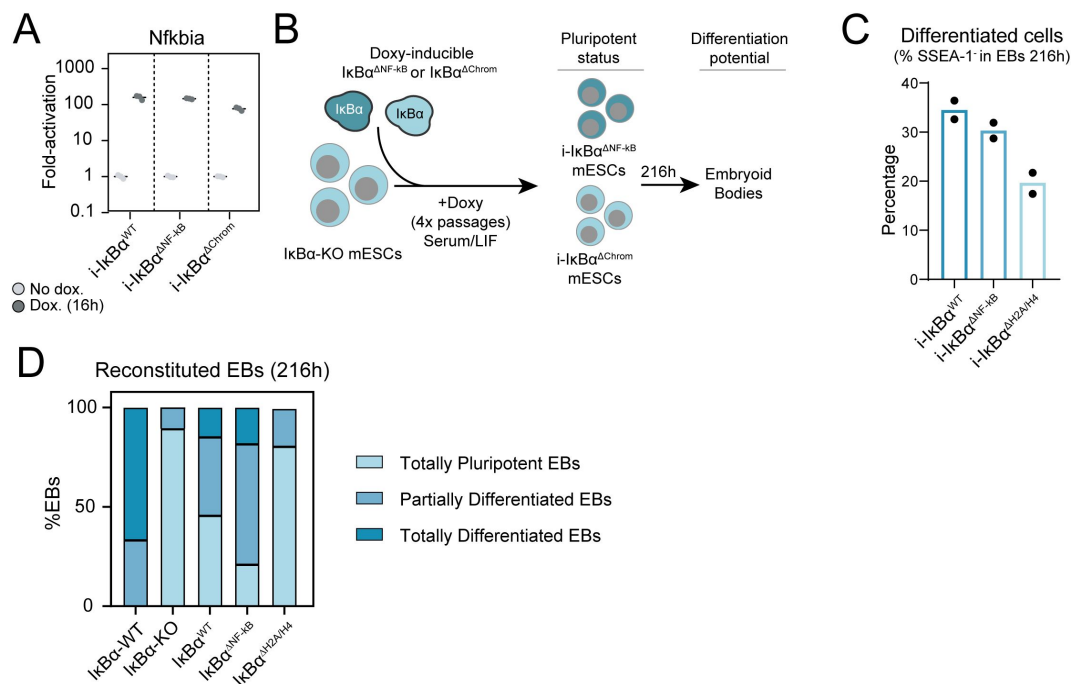 A
Nfkbia
Fold-activation
1000
100
10
1
0.1
i-IκBα^WT
i-IκBα^ΔNF-kB
i-IκBα^ΔChrom
No dox.
Dox. (16h)
B
Doxy-inducible
IκBα^ΔNF-kB or IκBα^ΔChrom
IκBα
IκBα
IκBα-KO mESCs
+Doxy
(4x passages)
Serum/LIF
Pluripotent
status
i-IκBα^ΔNF-kB
mESCs
i-IκBα^ΔChrom
mESCs
216h
Differentiation
potential
Embryoid
Bodies
C
Differentiated cells
(% SSEA-1⁻ in EBs 216h)
Percentage
40
30
20
10
0
i-IκBα^WT
i-IκBα^ΔNF-kB
i-IκBα^ΔH2A/H4
D
Reconstituted EBs (216h)
%EBs
100
50
0
IκBα-WT
IκBα-KO
IκBα^WT
IκBα^ΔNF-kB
IκBα^ΔH2A/H4
Totally Pluripotent EBs
Partially Differentiated EBs
Totally Differentiated EBs